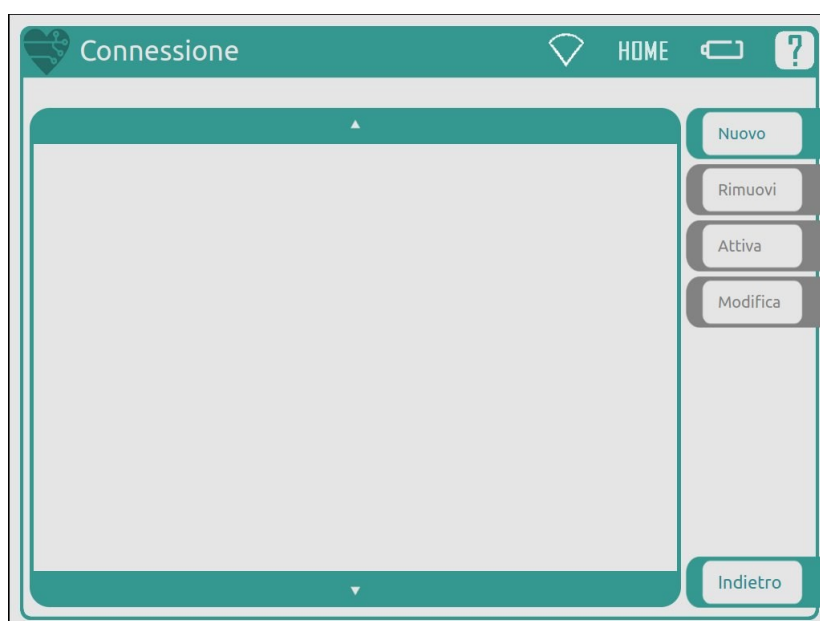 Connessione
HOME
?
Nuovo
Rimuovi
Attiva
Modifica
Indietro